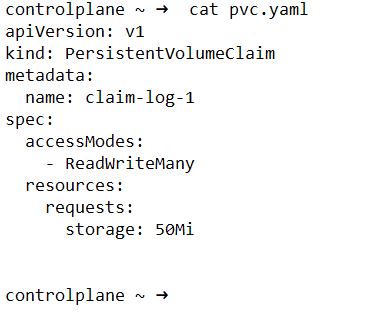 controlplane ~ ➜  cat pvc.yaml
apiVersion: v1
kind: PersistentVolumeClaim
metadata:
  name: claim-log-1
spec:
  accessModes:
    - ReadWriteMany
  resources:
    requests:
      storage: 50Mi
controlplane ~ ➜